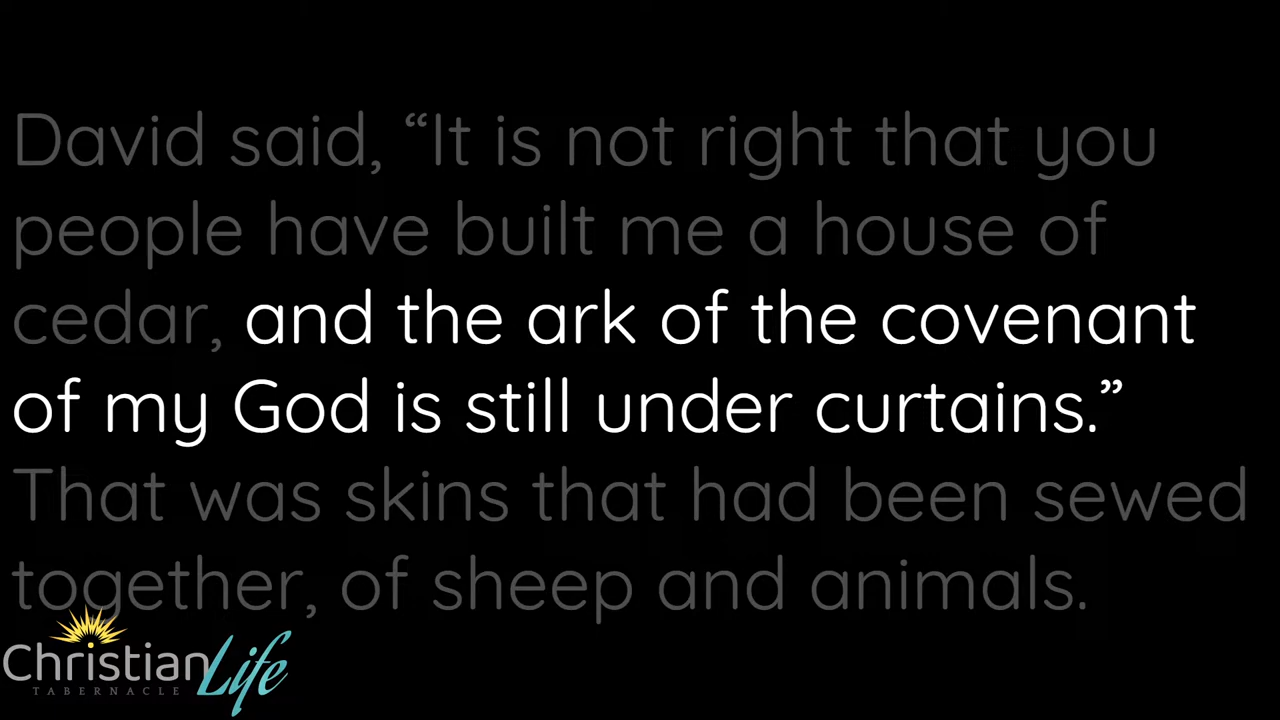 David said, “It is not right that you
people have built me a house of
cedar, and the ark of the covenant
of my God is still under curtains.”
That was skins that had been sewed
together, of sheep and animals.
Christian Life
TABERNACLE